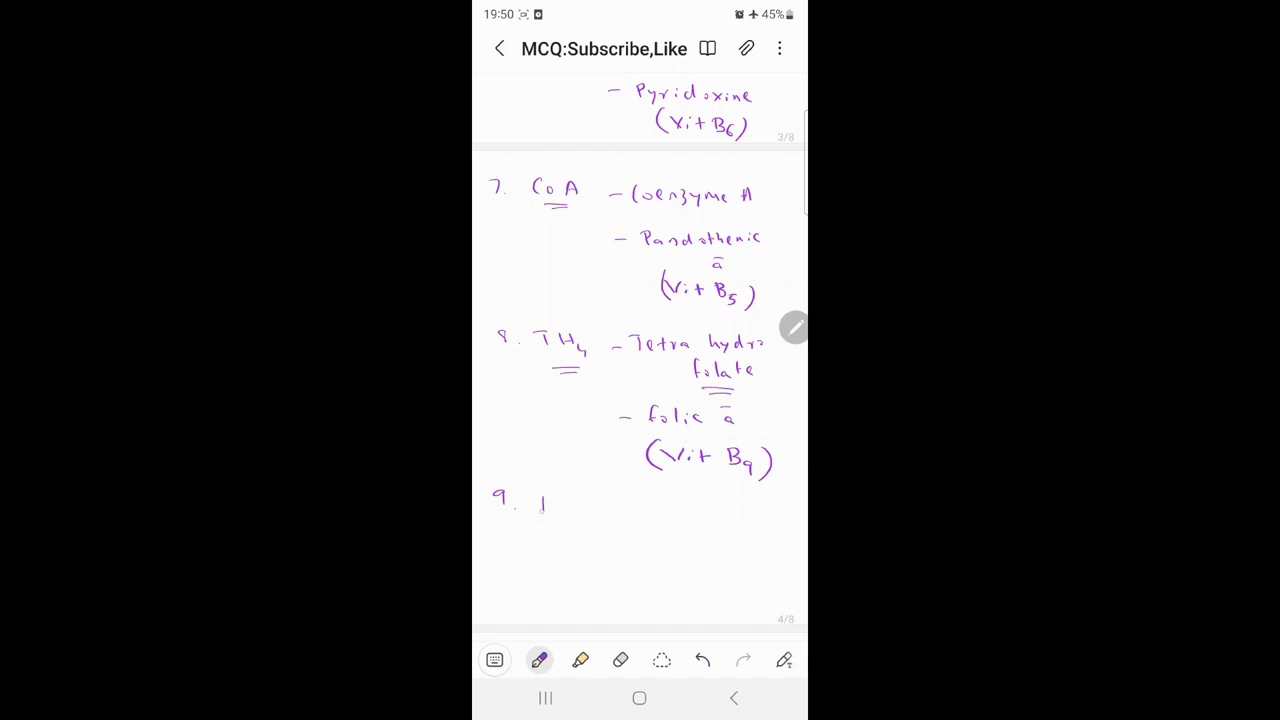 19:50 45%
MCQ:Subscribe,Like
- Pyridoxine
(Vit B6)
3/8
7. CoA - Coenzyme A
- Pandothenic
a
(Vit B5)
8. TH4 - Tetra hydro
folate
- folic a
(Vit B9)
9.
4/8